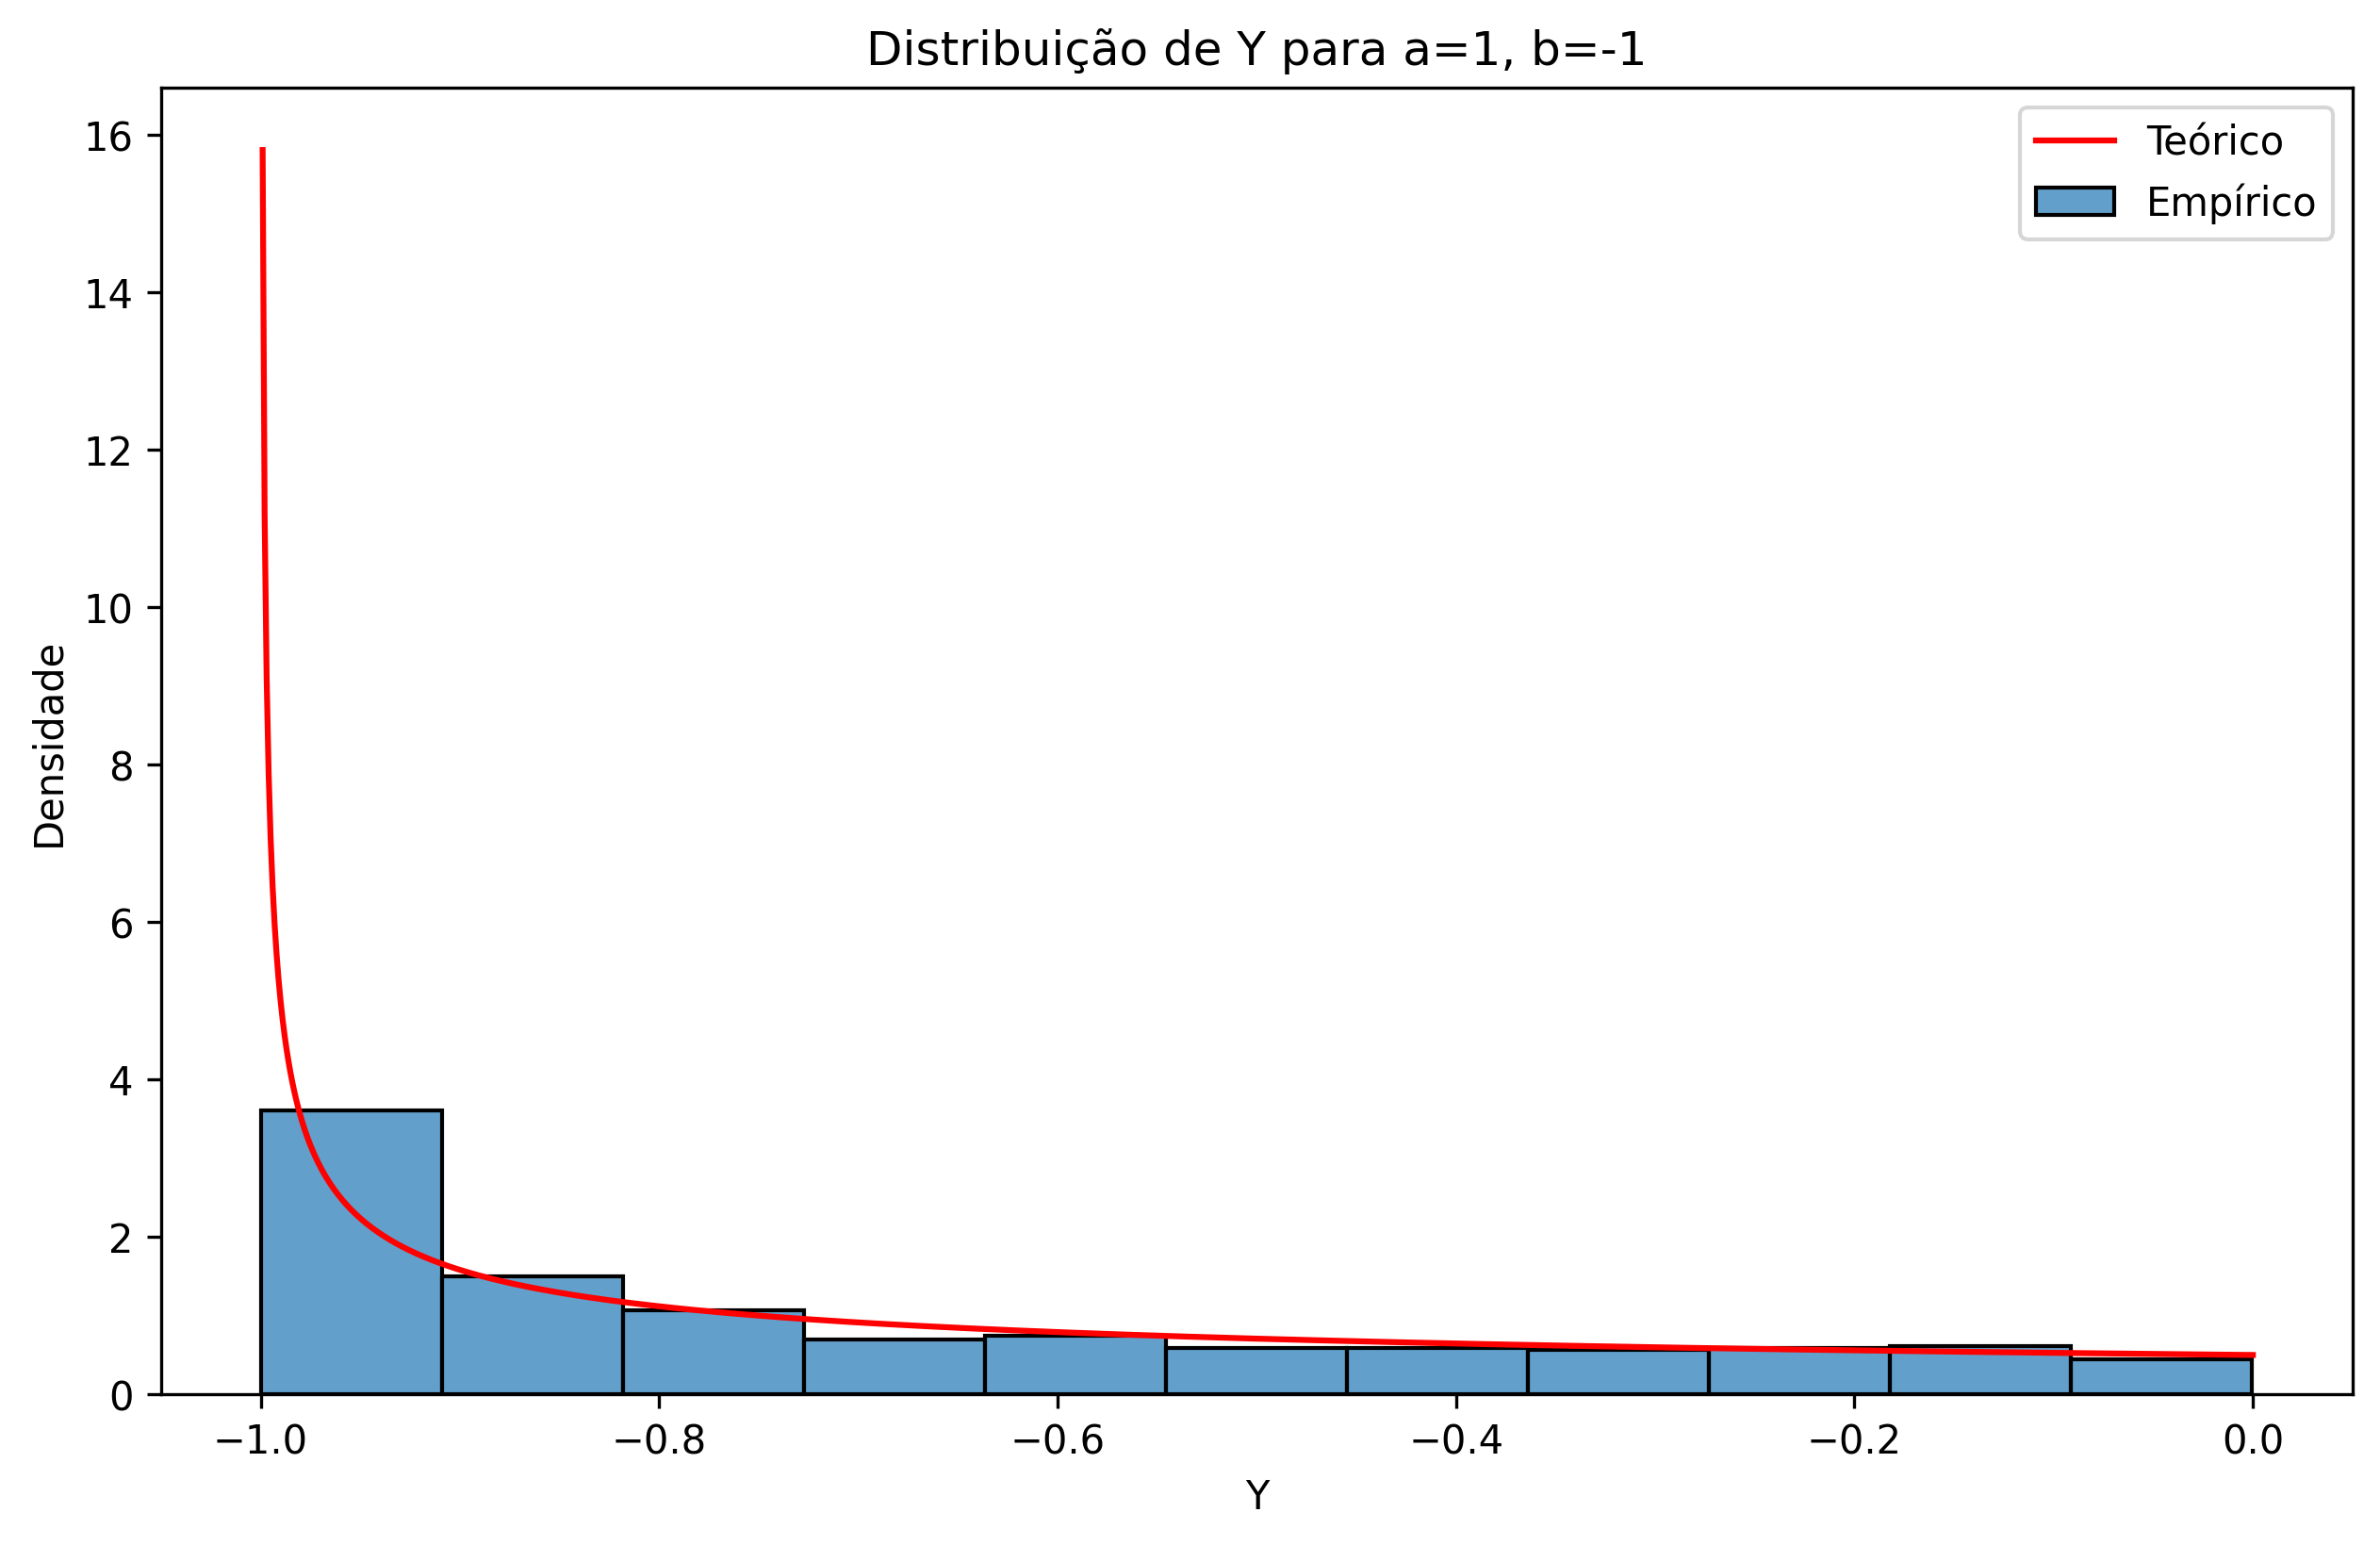 Distribuição de Y para a=1, b=-1
Teórico
Empírico
Densidade
16
14
12
10
8
6
4
2
0
−1.0 −0.8 −0.6 −0.4 −0.2 0.0
Y